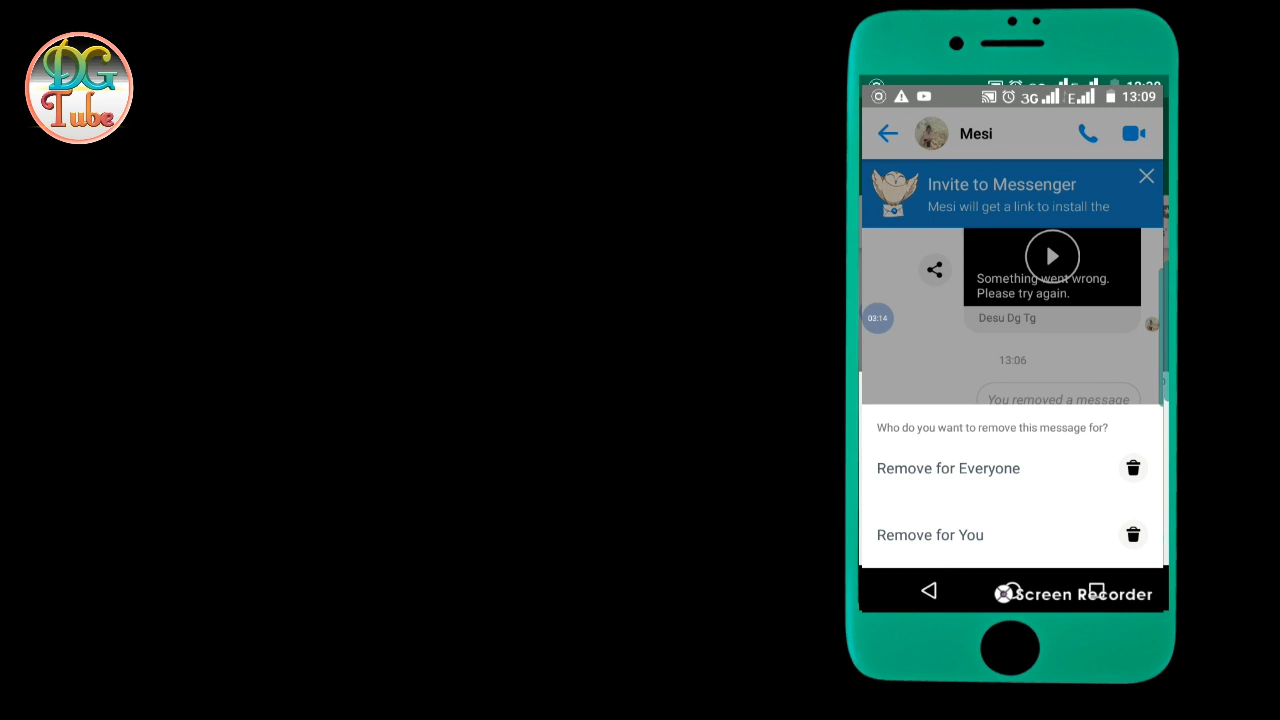 DG
Tube
3G
E
13:09
Mesi
Invite to Messenger
Mesi will get a link to install the
Something went wrong.
Please try again.
03:14
Desu Dg Tg
13:06
You removed a message
Who do you want to remove this message for?
Remove for Everyone
Remove for You
Screen Recorder